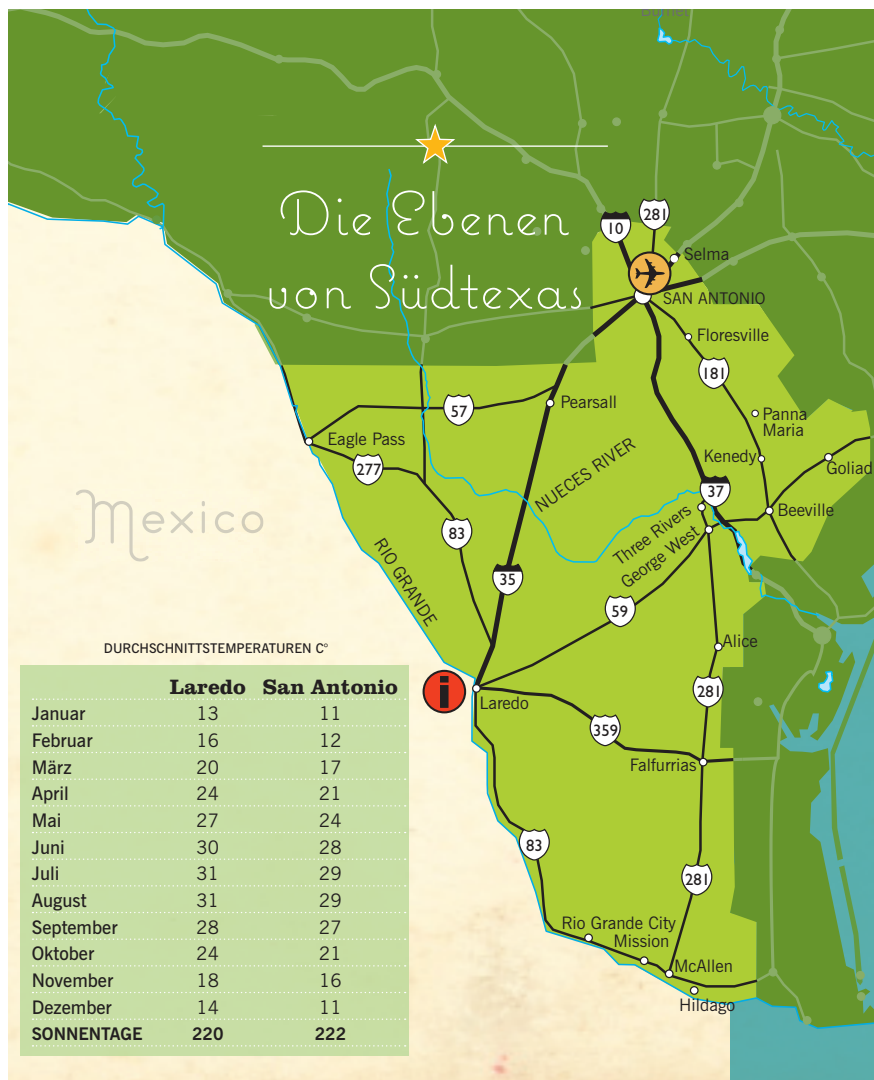 Burnet
Die Ebenen
von Südtexas
10
281
Selma
SAN ANTONIO
Floresville
181
57
Pearsall
Panna
Maria
Eagle Pass
277
Kenedy
Goliad
NUECES RIVER
37
Mexico
Three Rivers
Beeville
George West
83
RIO GRANDE
35
59
Alice
Laredo
281
359
Falfurrias
83
281
Rio Grande City
Mission
McAllen
Hildago
DURCHSCHNITTSTEMPERATUREN C°
Laredo San Antonio
Januar 13 11
Februar 16 12
März 20 17
April 24 21
Mai 27 24
Juni 30 28
Juli 31 29
August 31 29
September 28 27
Oktober 24 21
November 18 16
Dezember 14 11
SONNENTAGE 220 222
i